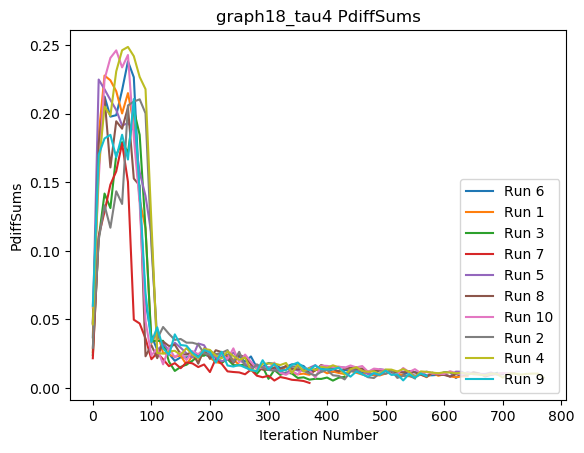 graph18_tau4 PdiffSums
PdiffSums
0.25
0.20
0.15
0.10
0.05
0.00
Run 6
Run 1
Run 3
Run 7
Run 5
Run 8
Run 10
Run 2
Run 4
Run 9
0 100 200 300 400 500 600 700 800
Iteration Number